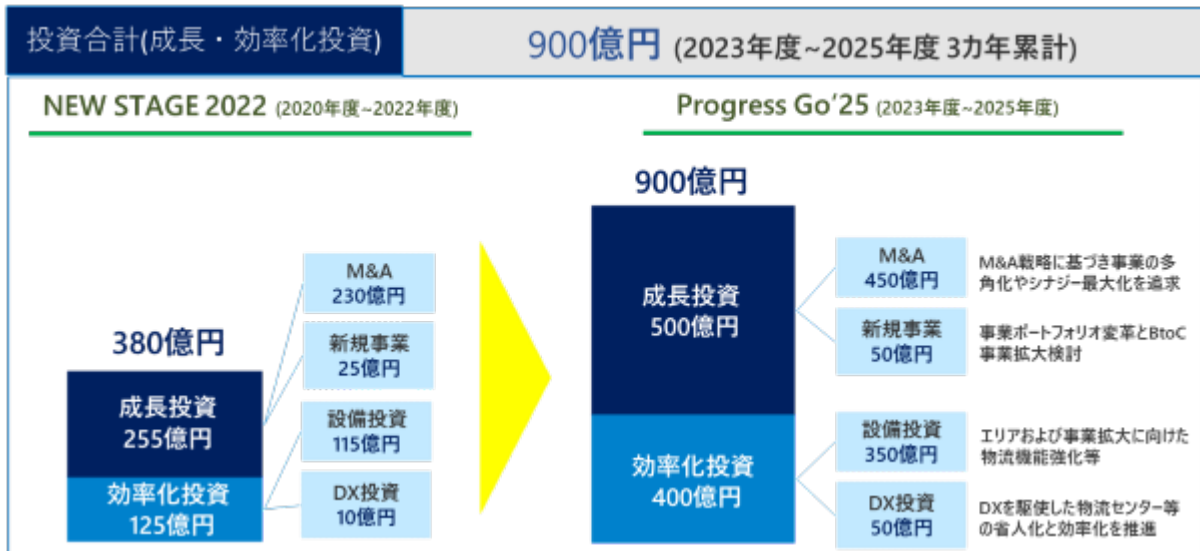 投資合計(成長・効率化投資)
900億円 (2023年度~2025年度 3カ年累計)
NEW STAGE 2022 (2020年度~2022年度)
380億円
成長投資
255億円
効率化投資
125億円
M&A
230億円
新規事業
25億円
設備投資
115億円
DX投資
10億円
Progress Go'25 (2023年度~2025年度)
900億円
成長投資
500億円
効率化投資
400億円
M&A
450億円
M&A戦略に基づき事業の多
角化やシナジー最大化を追求
新規事業
50億円
事業ポートフォリオ変革とBtoC
事業拡大検討
設備投資
350億円
エリアおよび事業拡大に向けた
物流機能強化等
DX投資
50億円
DXを駆使した物流センター等
の省人化と効率化を推進